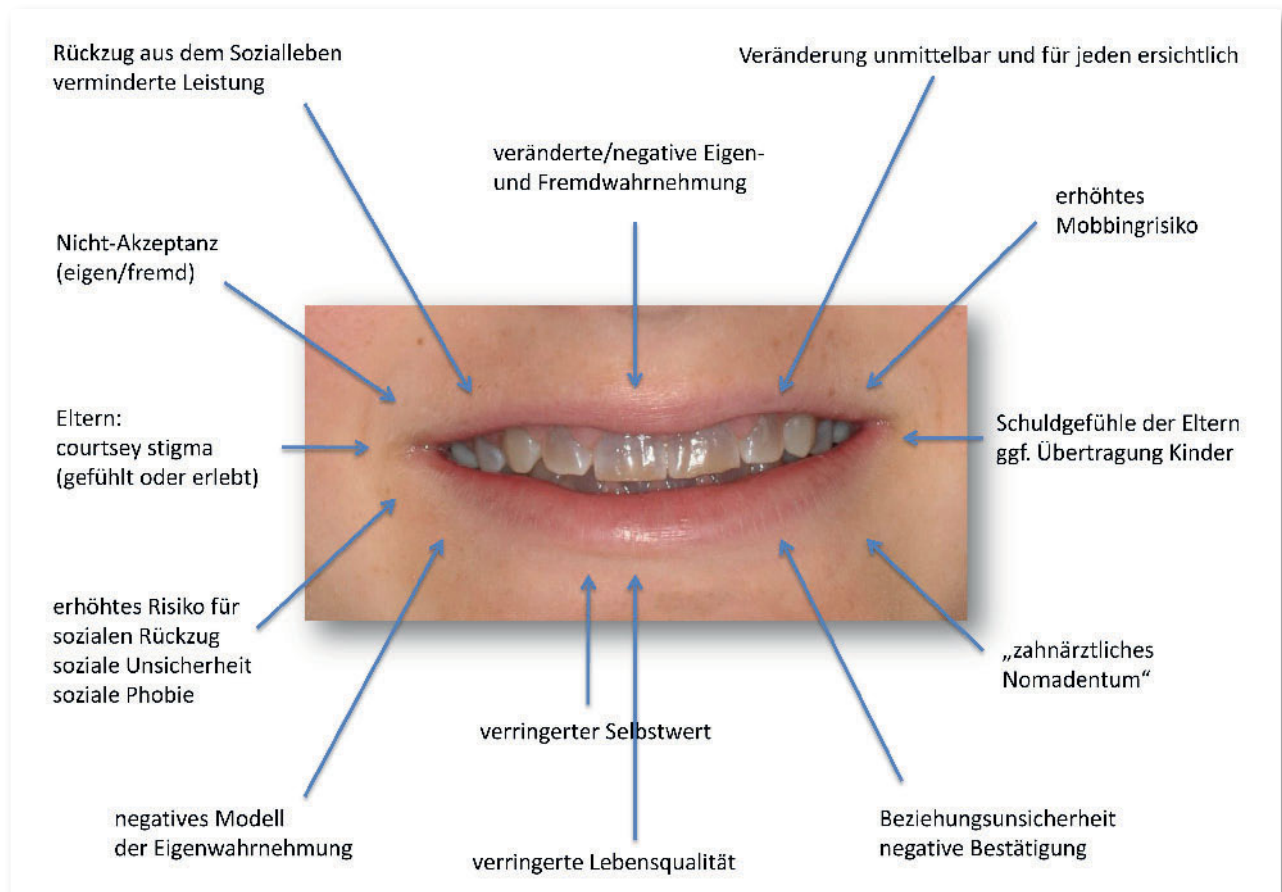 Rückzug aus dem Sozialleben
verminderte Leistung
Veränderung unmittelbar und für jeden ersichtlich
veränderte/negative Eigen-
und Fremdwahrnehmung
erhöhtes
Mobbingrisiko
Nicht-Akzeptanz
(eigen/fremd)
Eltern:
courtsey stigma
(gefühlt oder erlebt)
Schuldgefühle der Eltern
ggf. Übertragung Kinder
erhöhtes Risiko für
sozialen Rückzug
soziale Unsicherheit
soziale Phobie
„zahnärztliches
Nomadentum“
verringerter Selbstwert
negatives Modell
der Eigenwahrnehmung
verringerte Lebensqualität
Beziehungsunsicherheit
negative Bestätigung